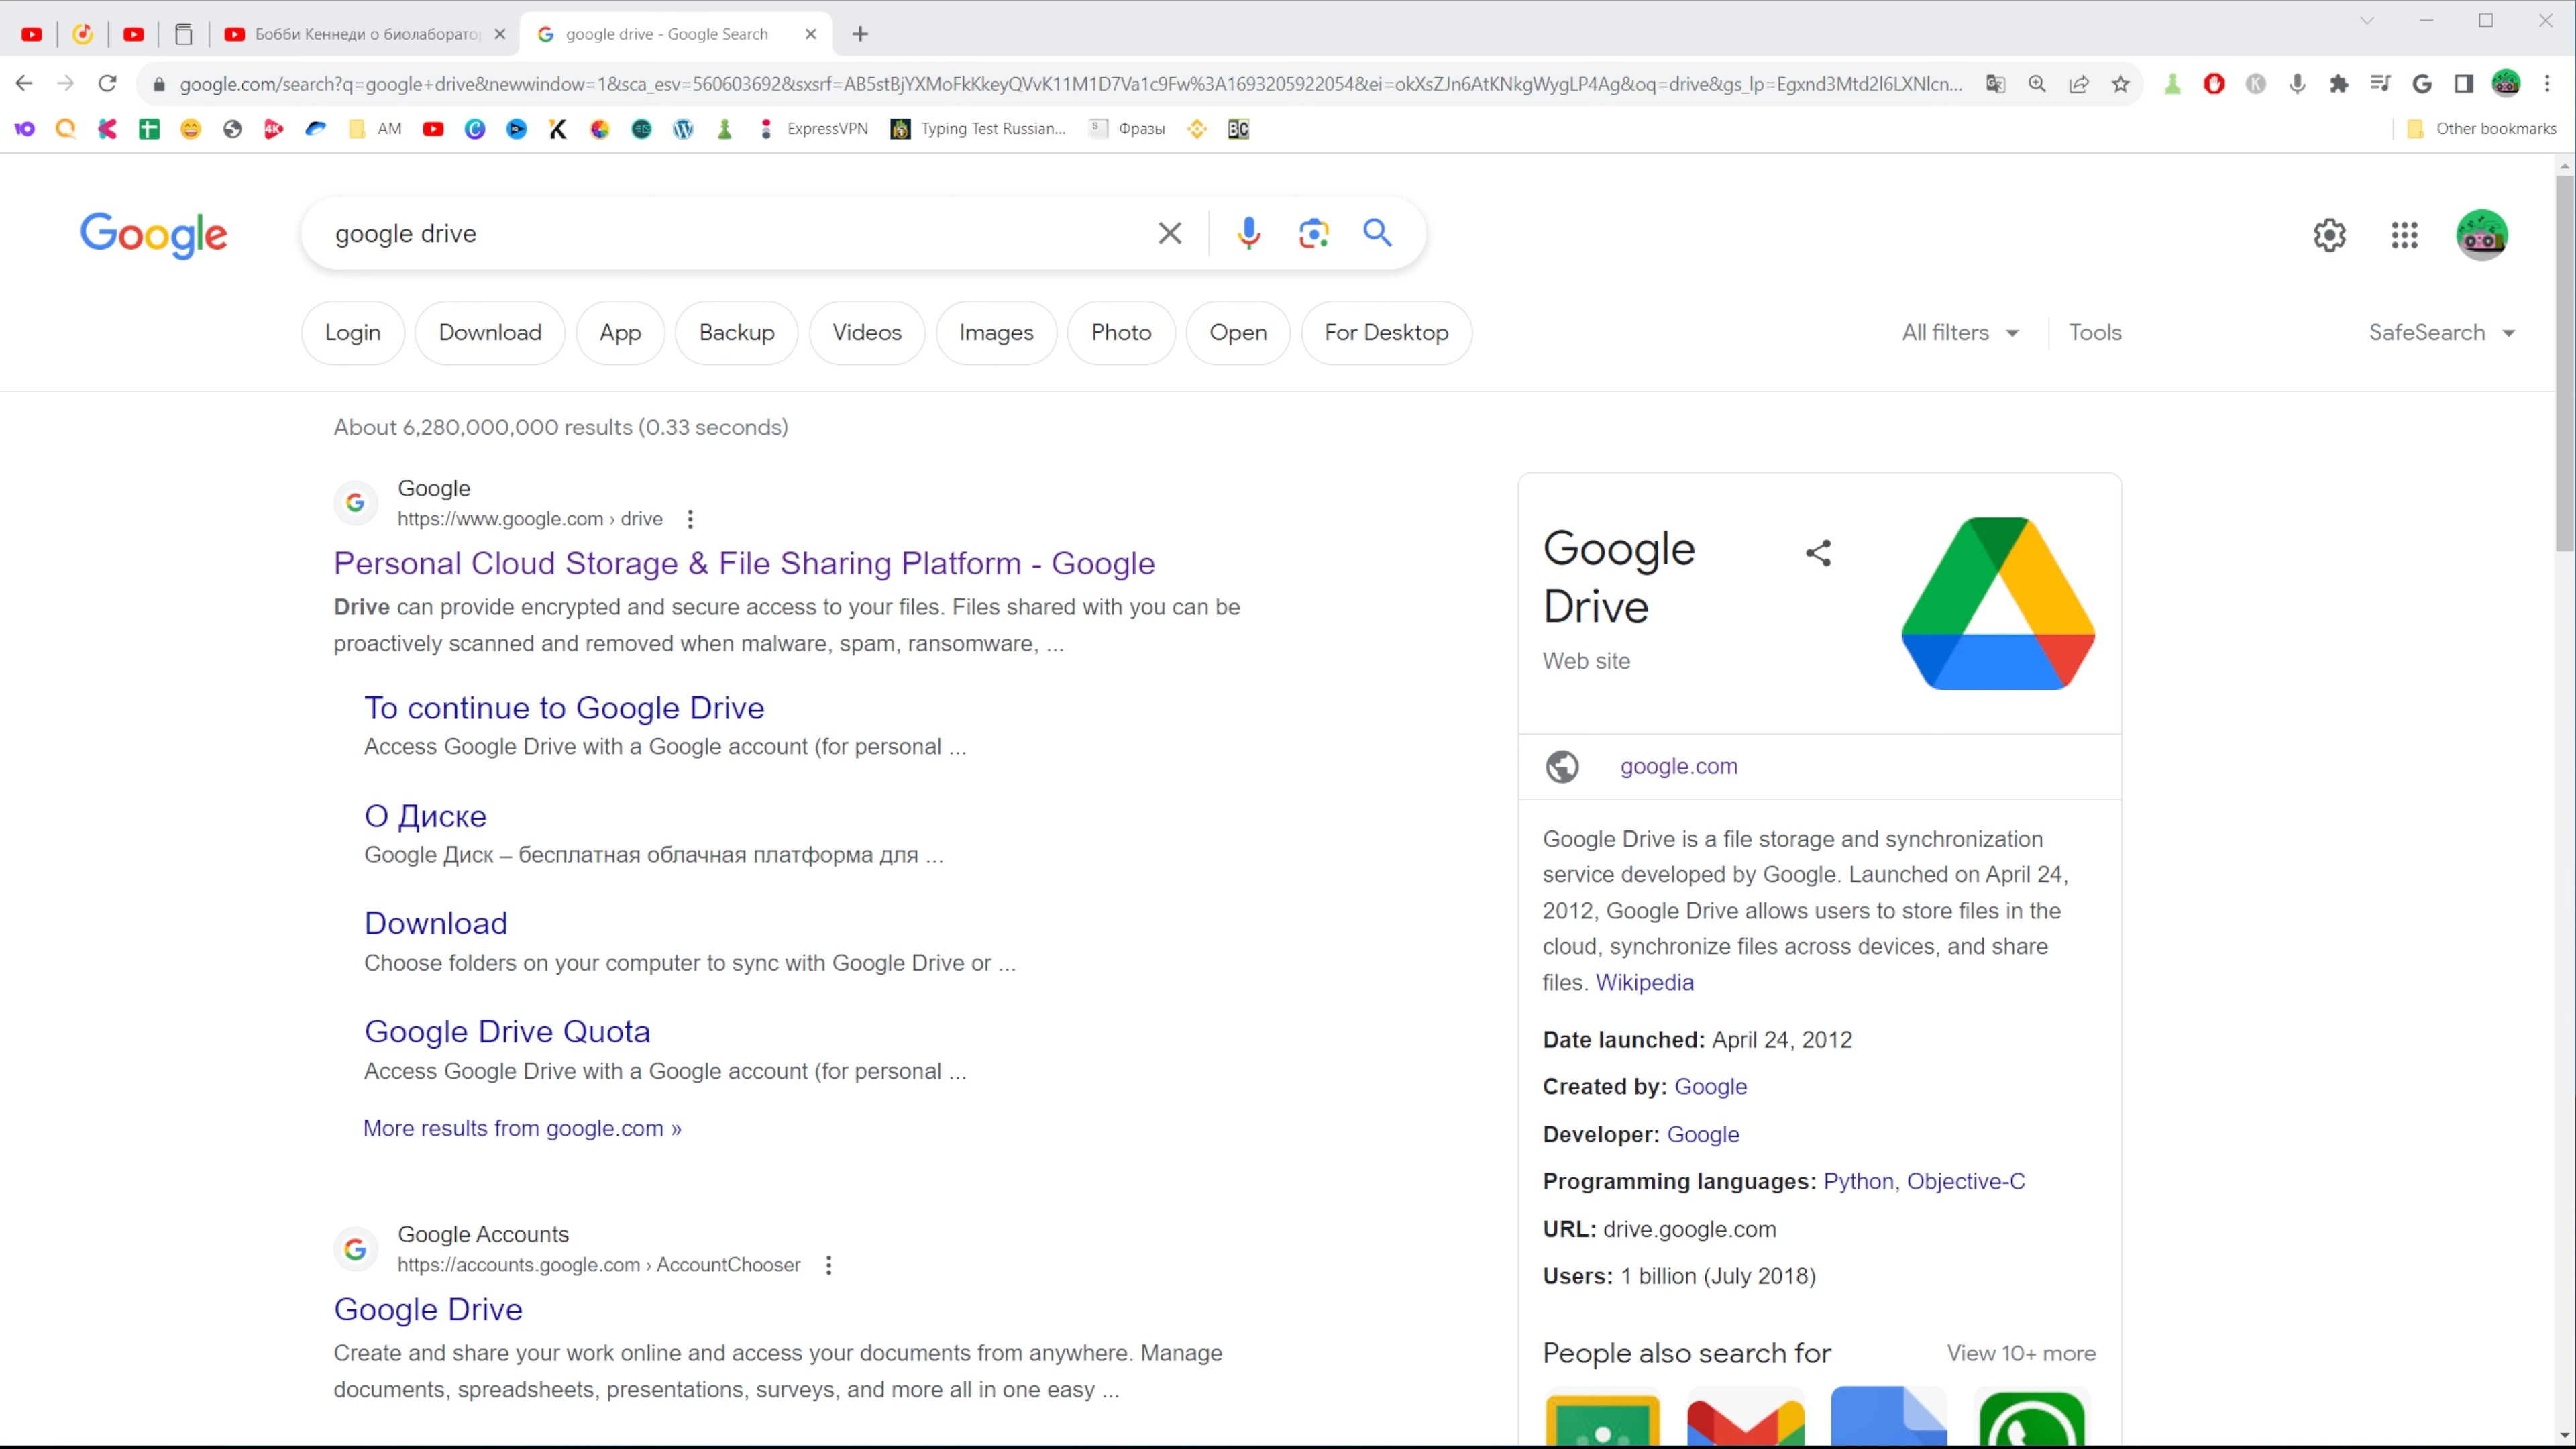 Бобби Кеннеди о биолаборатор
google drive - Google Search
google.com/search?q=google+drive&newwindow=1&sca_esv=560603692&sxsrf=AB5stBjYXMoFkKkeyQVvK11M1D7Va1c9Fw%3A1693205922054&ei=okXsZJn6AtKNkgWygLP4Ag&oq=drive&gs_lp=Egxnd3Mtd2l6LXNlcn...
AM
ExpressVPN
Typing Test Russian...
Фразы
Other bookmarks
Google
google drive
Login
Download
App
Backup
Videos
Images
Photo
Open
For Desktop
All filters
Tools
SafeSearch
About 6,280,000,000 results (0.33 seconds)
Google
https://www.google.com › drive
Personal Cloud Storage & File Sharing Platform - Google
Drive can provide encrypted and secure access to your files. Files shared with you can be
proactively scanned and removed when malware, spam, ransomware, ...
To continue to Google Drive
Access Google Drive with a Google account (for personal ...
О Диске
Google Диск – бесплатная облачная платформа для ...
Download
Choose folders on your computer to sync with Google Drive or ...
Google Drive Quota
Access Google Drive with a Google account (for personal ...
More results from google.com »
Google Accounts
https://accounts.google.com › AccountChooser
Google Drive
Create and share your work online and access your documents from anywhere. Manage
documents, spreadsheets, presentations, surveys, and more all in one easy ...
Google
Drive
Web site
google.com
Google Drive is a file storage and synchronization
service developed by Google. Launched on April 24,
2012, Google Drive allows users to store files in the
cloud, synchronize files across devices, and share
files. Wikipedia
Date launched: April 24, 2012
Created by: Google
Developer: Google
Programming languages: Python, Objective-C
URL: drive.google.com
Users: 1 billion (July 2018)
People also search for
View 10+ more